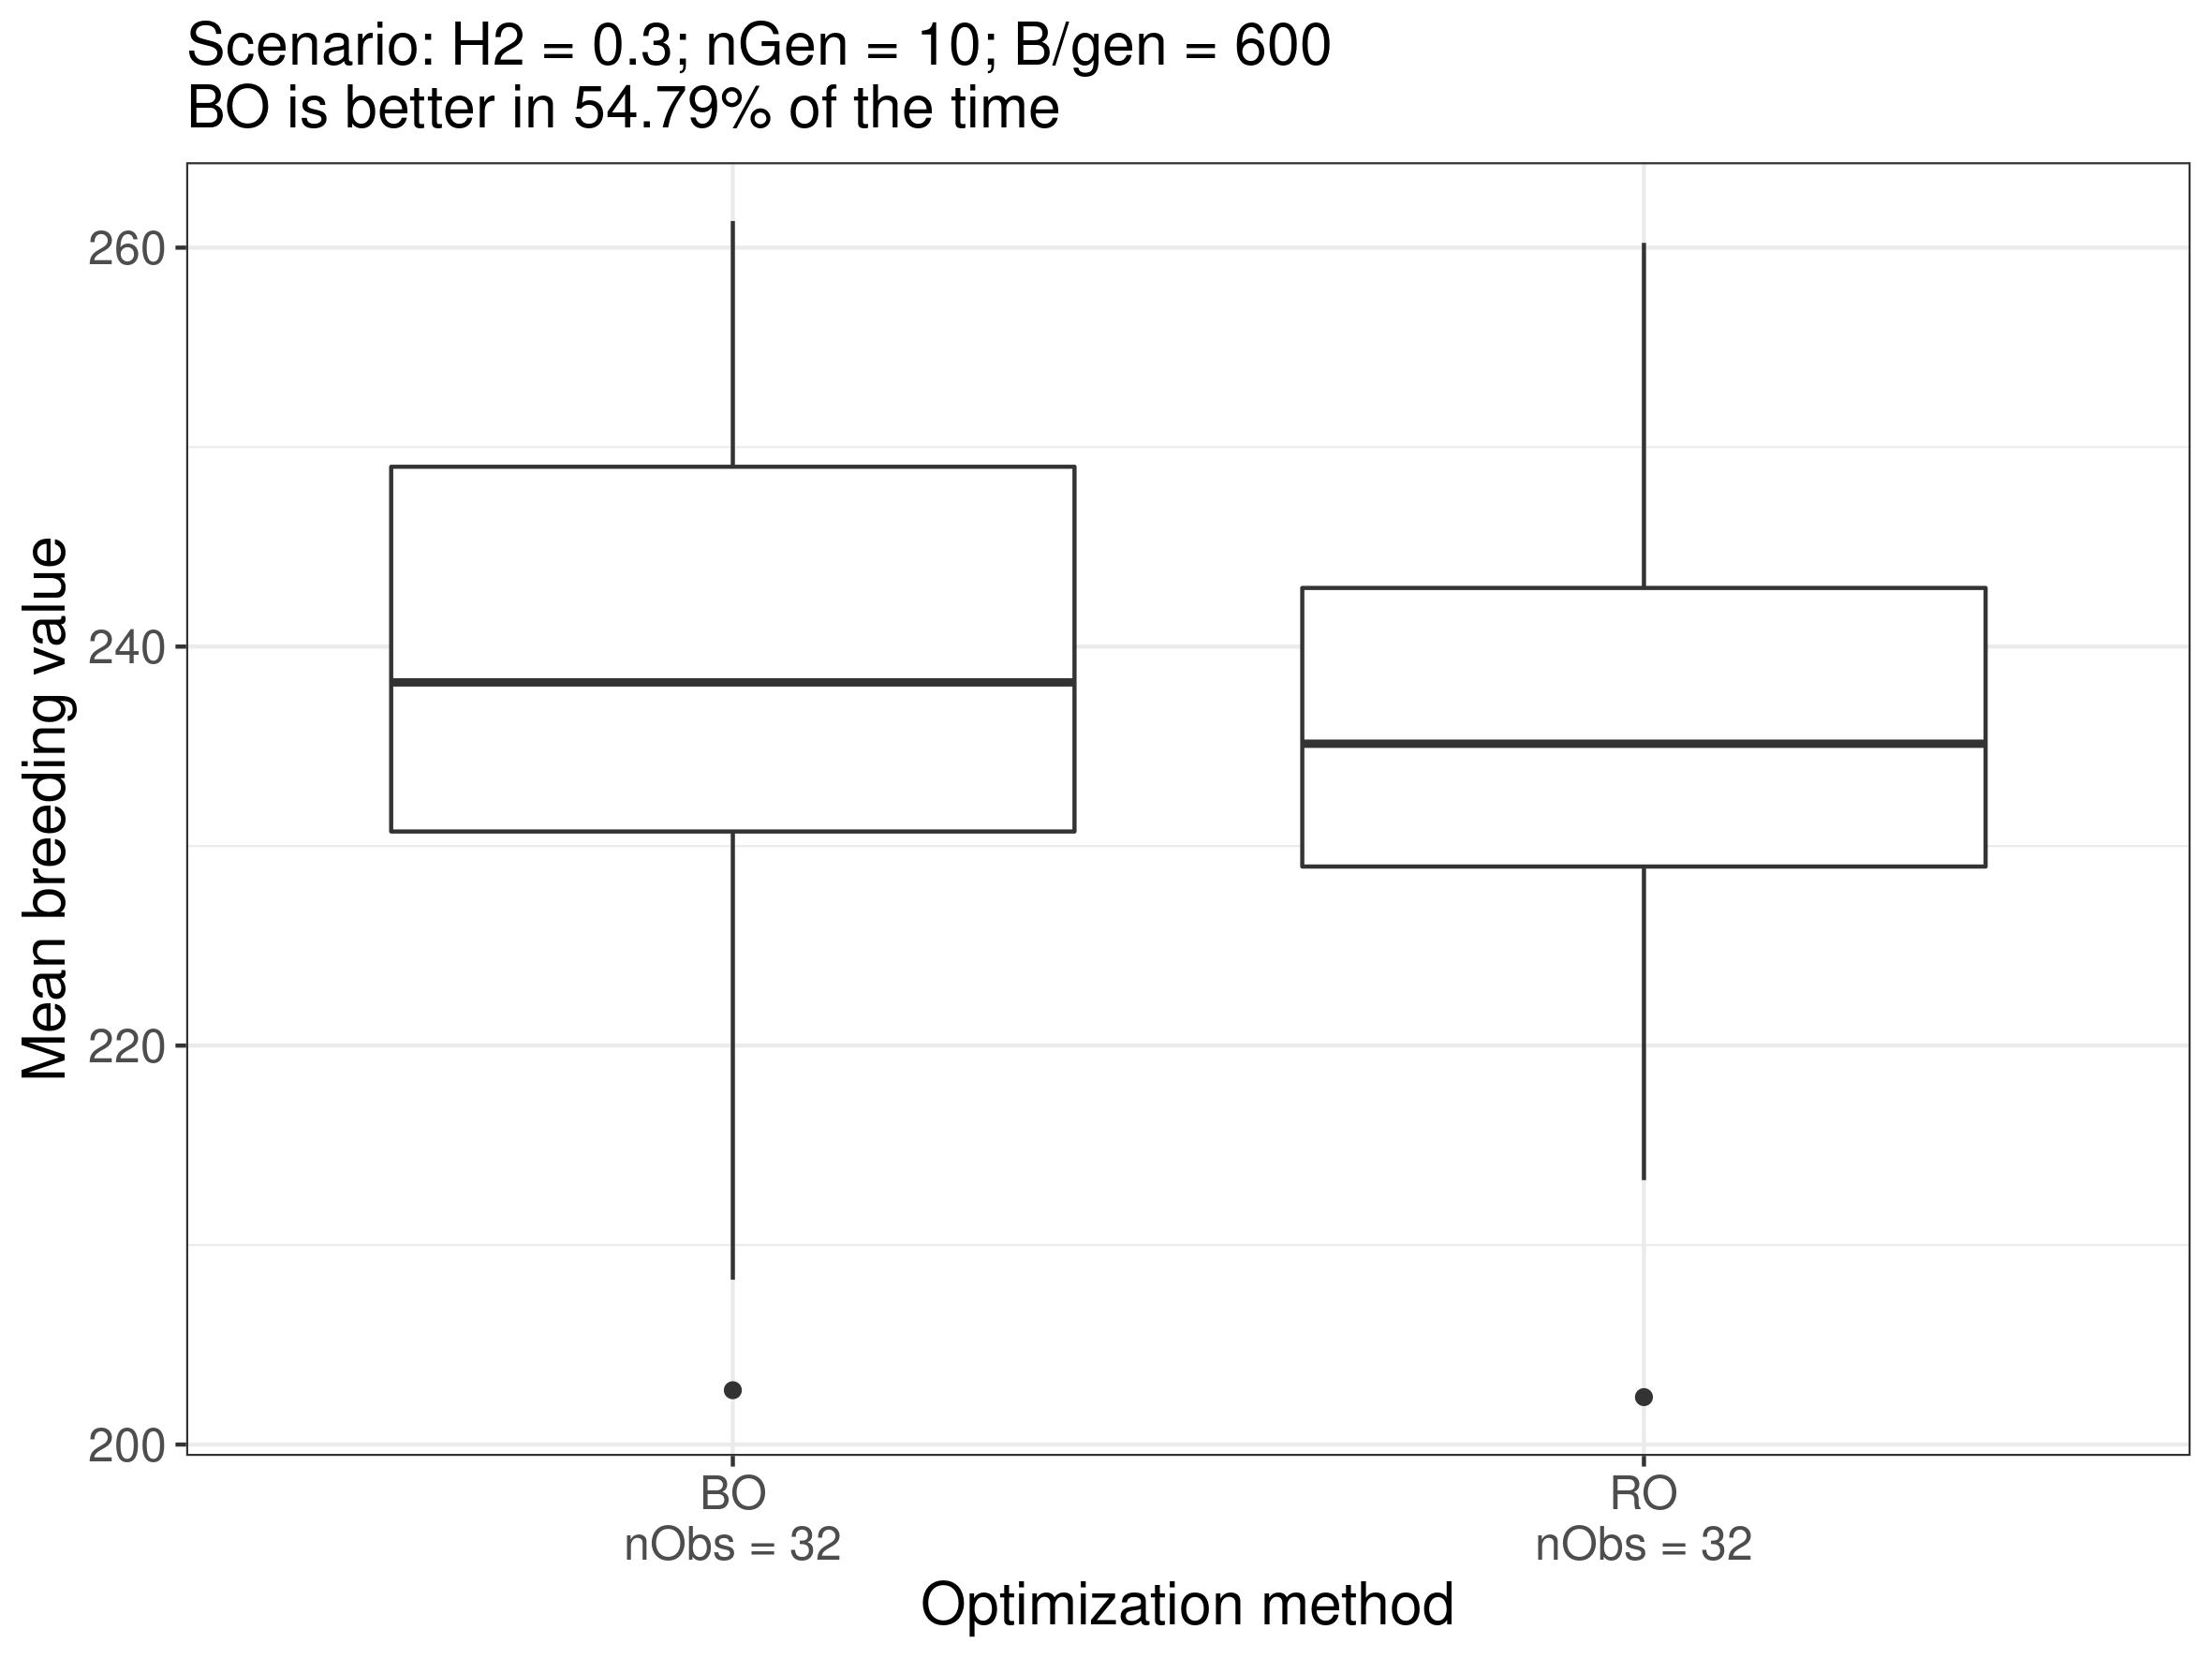 Scenario: H2 = 0.3; nGen = 10; B/gen = 600
BO is better in 54.79% of the time
Mean breeding value
260
240
220
200
BO
nObs = 32
RO
nObs = 32
Optimization method